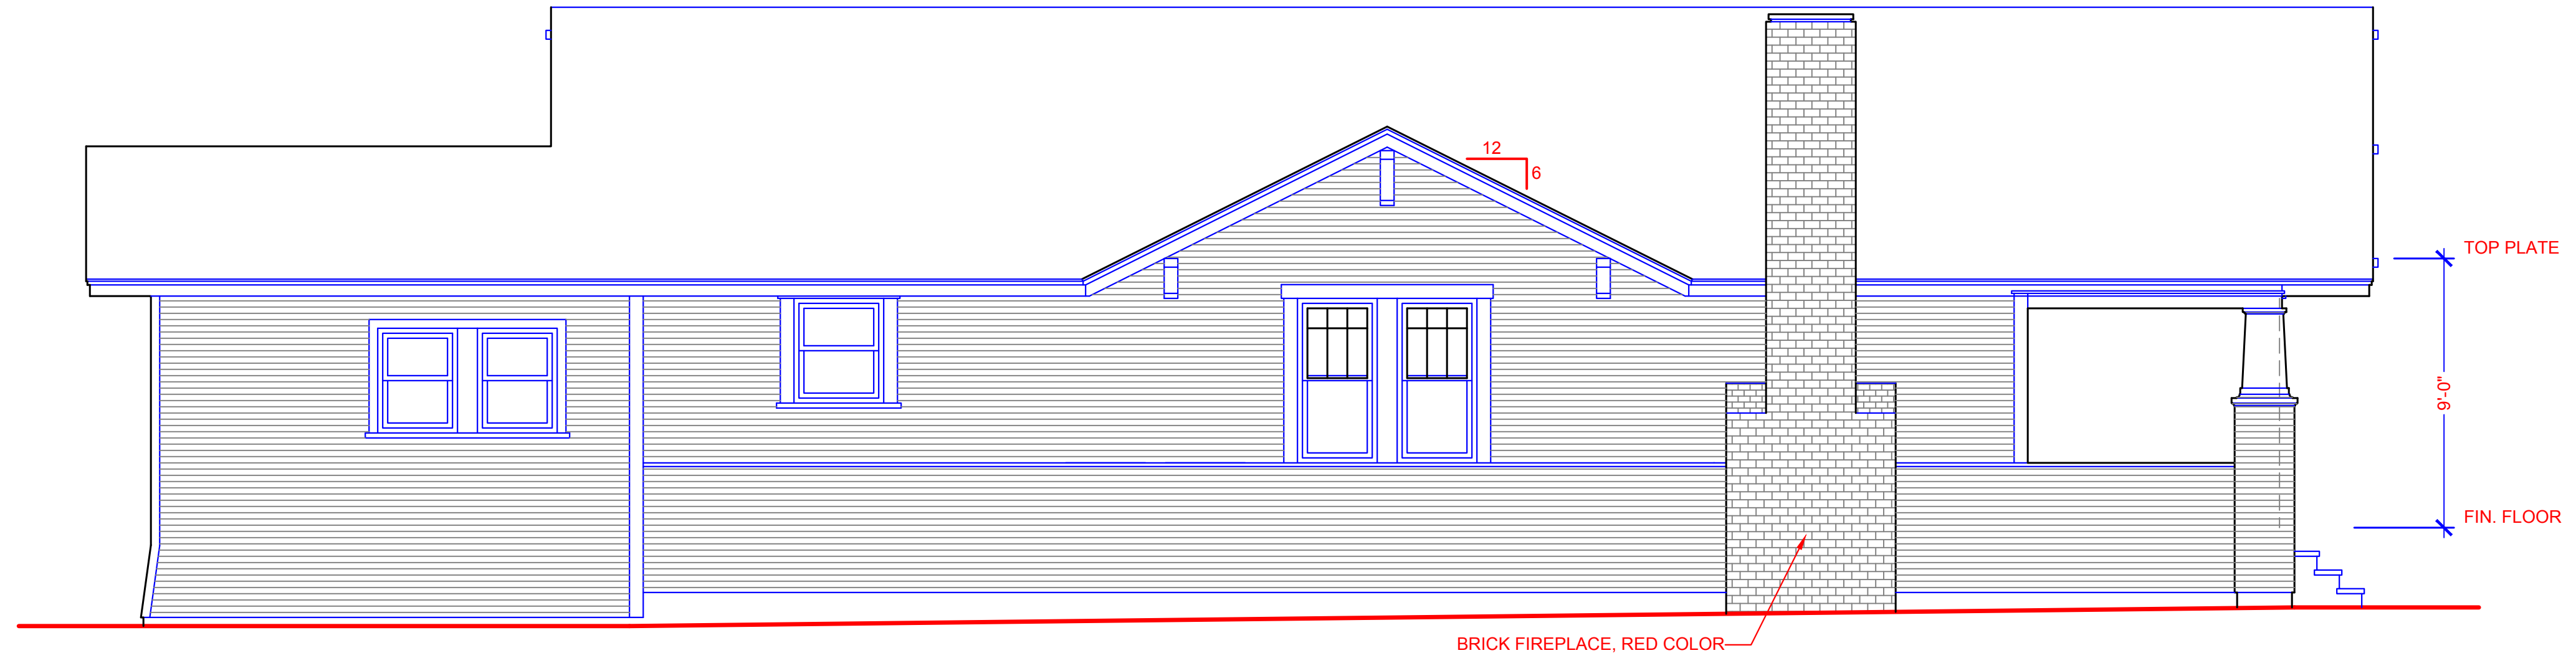 12
6
TOP PLATE
9'-0"
FIN. FLOOR
BRICK FIREPLACE, RED COLOR